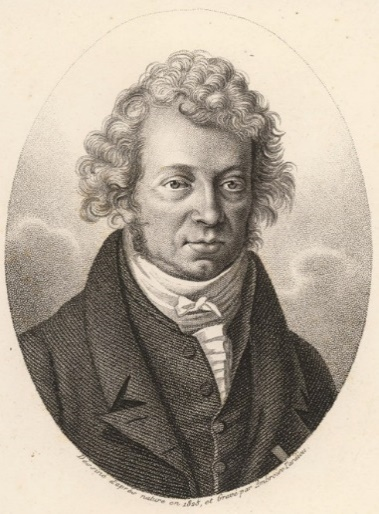 Dessiné d'après nature en 1825, et Gravé par Ambroise Tardieu.